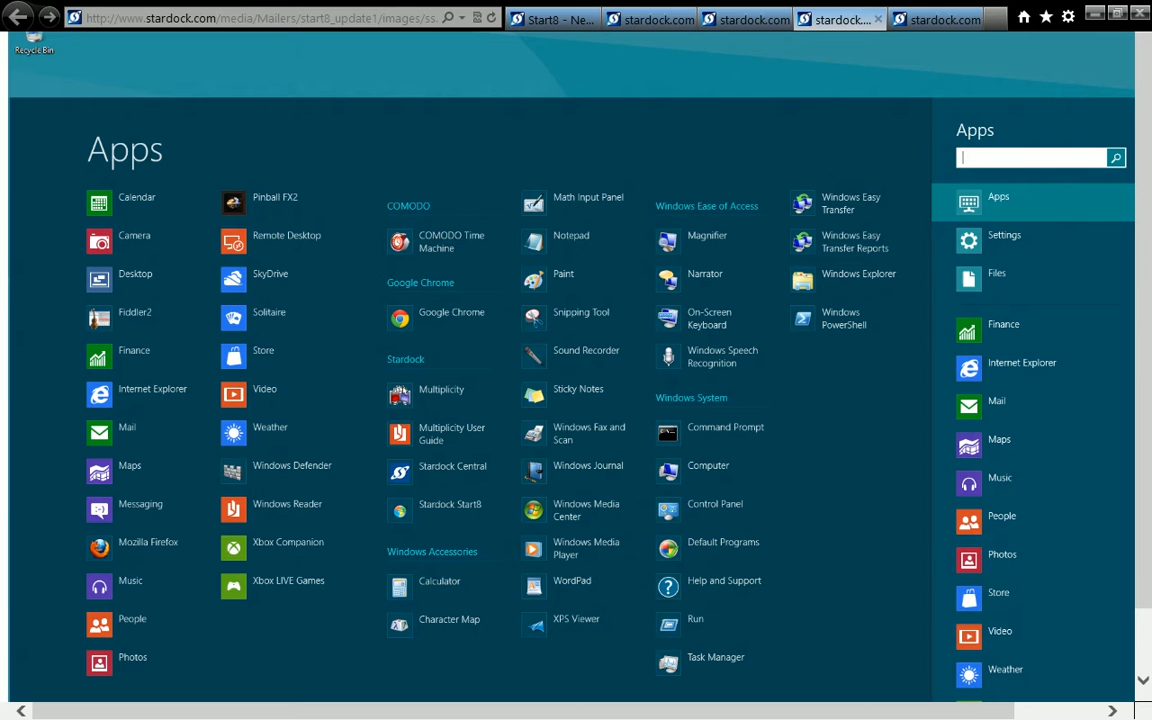 http://www.stardock.com/media/Mailers/start8_update1/images/ss.
Start8 - Ne...
stardock.com
stardock.com
stardock....
stardock.com
Recycle Bin
Apps
Calendar
Camera
Desktop
Fiddler2
Finance
Internet Explorer
Mail
Maps
Messaging
Mozilla Firefox
Music
People
Photos
Pinball FX2
Remote Desktop
SkyDrive
Solitaire
Store
Video
Weather
Windows Defender
Windows Reader
Xbox Companion
Xbox LIVE Games
COMODO
COMODO Time
Machine
Google Chrome
Google Chrome
Stardock
Multiplicity
Multiplicity User
Guide
Stardock Central
Stardock Start8
Windows Accessories
Calculator
Character Map
Math Input Panel
Notepad
Paint
Snipping Tool
Sound Recorder
Sticky Notes
Windows Fax and
Scan
Windows Journal
Windows Media
Center
Windows Media
Player
WordPad
XPS Viewer
Windows Ease of Access
Magnifier
Narrator
On-Screen
Keyboard
Windows Speech
Recognition
Windows System
Command Prompt
Computer
Control Panel
Default Programs
Help and Support
Run
Task Manager
Windows Easy
Transfer
Windows Easy
Transfer Reports
Windows Explorer
Windows
PowerShell
Apps
Apps
Settings
Files
Finance
Internet Explorer
Mail
Maps
Music
People
Photos
Store
Video
Weather